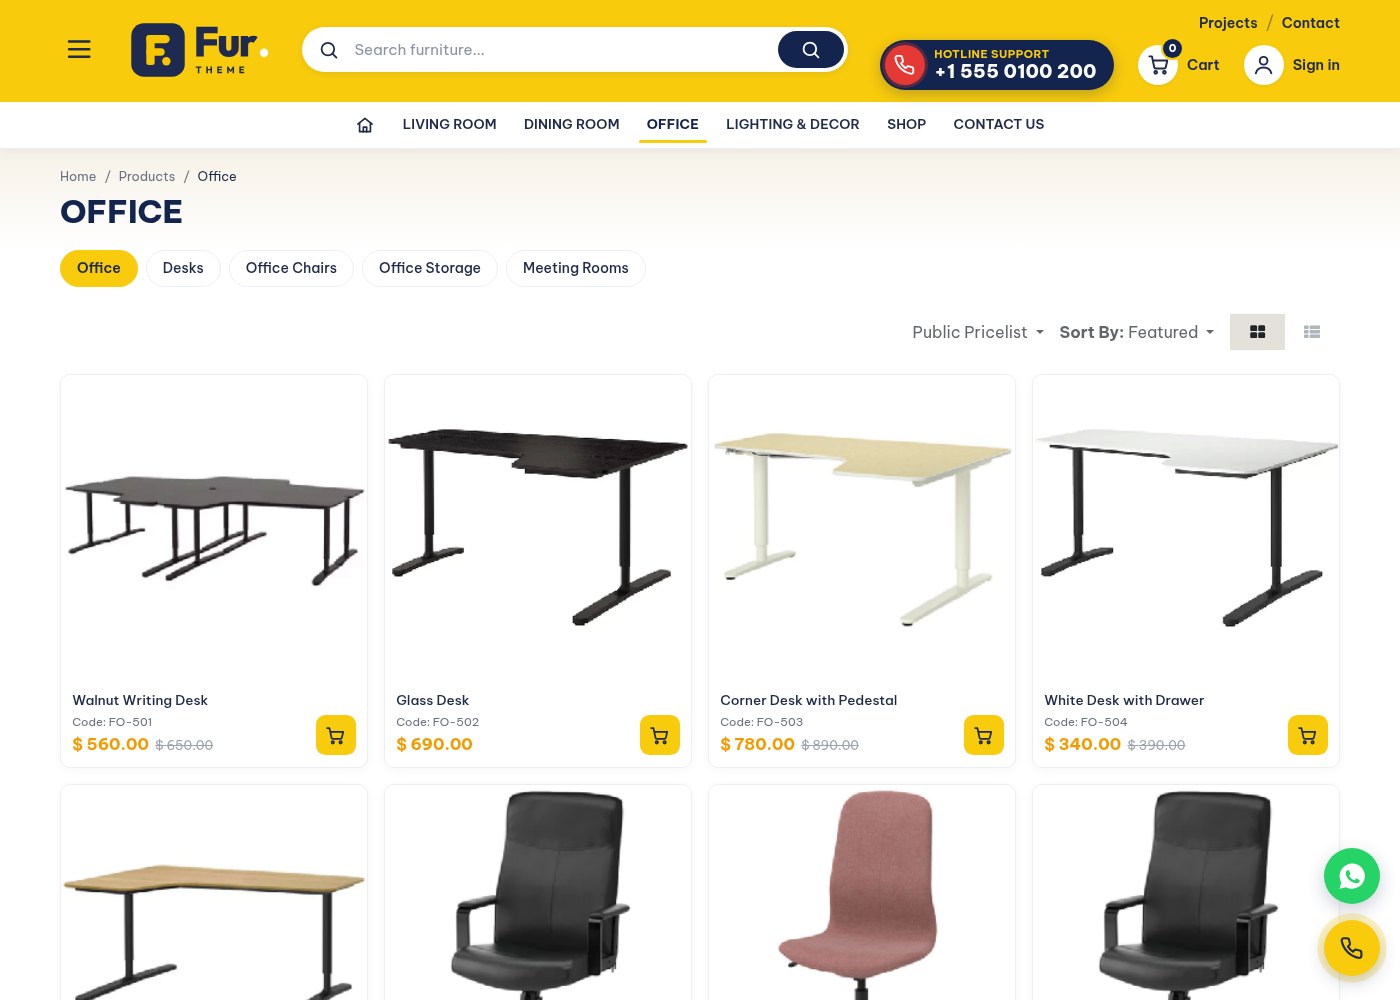 Projects / Contact
F. Fur.
THEME
Search furniture...
HOTLINE SUPPORT
+1 555 0100 200
0
Cart
Sign in
LIVING ROOM DINING ROOM OFFICE LIGHTING & DECOR SHOP CONTACT US
Home / Products / Office
OFFICE
Office Desks Office Chairs Office Storage Meeting Rooms
Public Pricelist Sort By: Featured
Walnut Writing Desk
Code: FO-501
$ 560.00 $ 650.00
Glass Desk
Code: FO-502
$ 690.00
Corner Desk with Pedestal
Code: FO-503
$ 780.00 $ 890.00
White Desk with Drawer
Code: FO-504
$ 340.00 $ 390.00